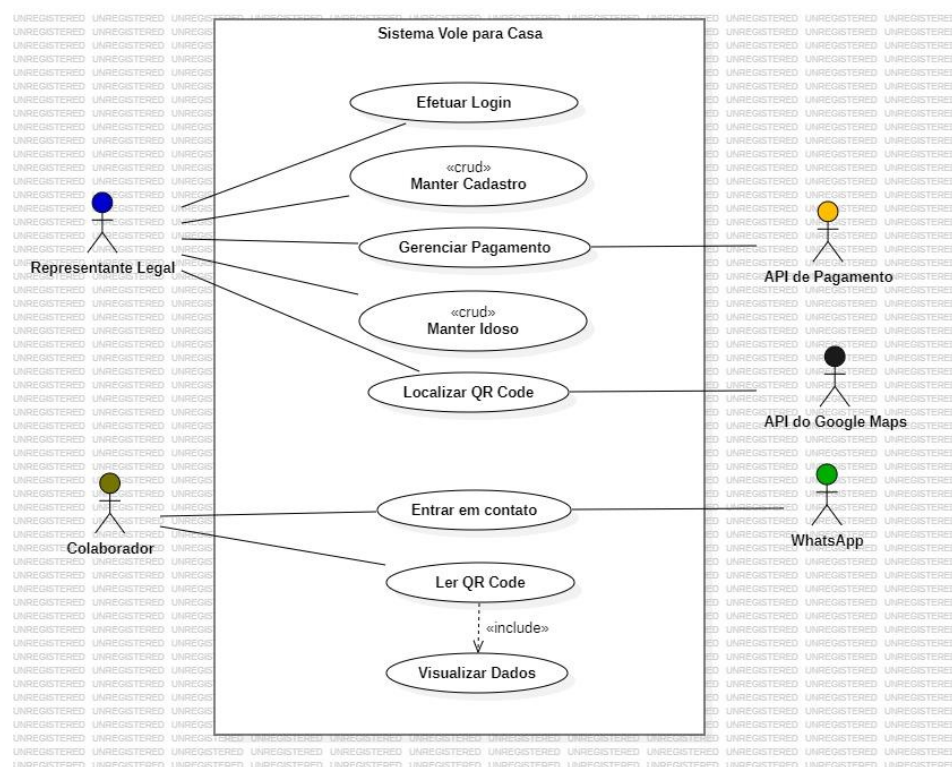 Sistema Vole para Casa
Efetuar Login
«crud»
Manter Cadastro
Representante Legal
Gerenciar Pagamento
API de Pagamento
«crud»
Manter Idoso
Localizar QR Code
API do Google Maps
Entrar em contato
WhatsApp
Colaborador
Ler QR Code
«include»
Visualizar Dados
UNREGISTERED